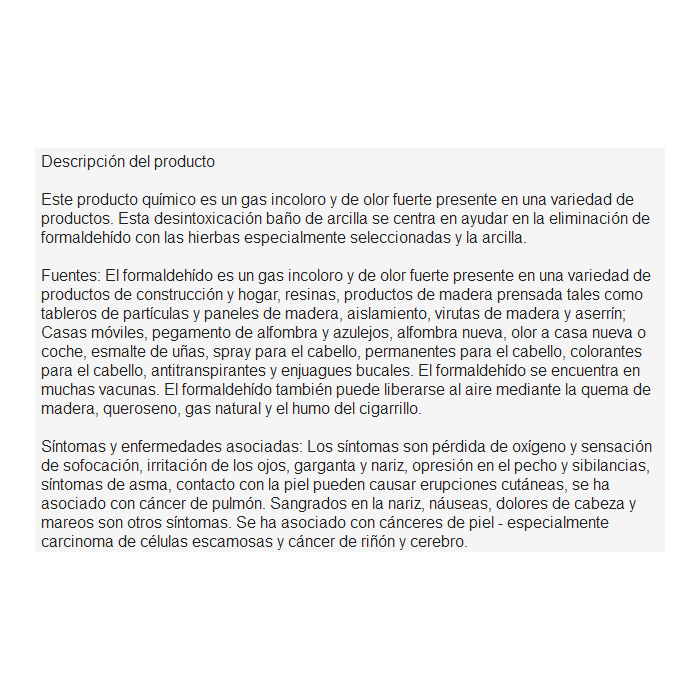 Descripción del producto
Este producto químico es un gas incoloro y de olor fuerte presente en una variedad de
productos. Esta desintoxicación baño de arcilla se centra en ayudar en la eliminación de
formaldehído con las hierbas especialmente seleccionadas y la arcilla.
Fuentes: El formaldehído es un gas incoloro y de olor fuerte presente en una variedad de
productos de construcción y hogar, resinas, productos de madera prensada tales como
tableros de partículas y paneles de madera, aislamiento, virutas de madera y aserrín;
Casas móviles, pegamento de alfombra y azulejos, alfombra nueva, olor a casa nueva o
coche, esmalte de uñas, spray para el cabello, permanentes para el cabello, colorantes
para el cabello, antitranspirantes y enjuagues bucales. El formaldehído se encuentra en
muchas vacunas. El formaldehído también puede liberarse al aire mediante la quema de
madera, queroseno, gas natural y el humo del cigarrillo.
Síntomas y enfermedades asociadas: Los síntomas son pérdida de oxígeno y sensación
de sofocación, irritación de los ojos, garganta y nariz, opresión en el pecho y sibilancias,
síntomas de asma, contacto con la piel pueden causar erupciones cutáneas, se ha
asociado con cáncer de pulmón. Sangrados en la nariz, náuseas, dolores de cabeza y
mareos son otros síntomas. Se ha asociado con cánceres de piel - especialmente
carcinoma de células escamosas y cáncer de riñón y cerebro.